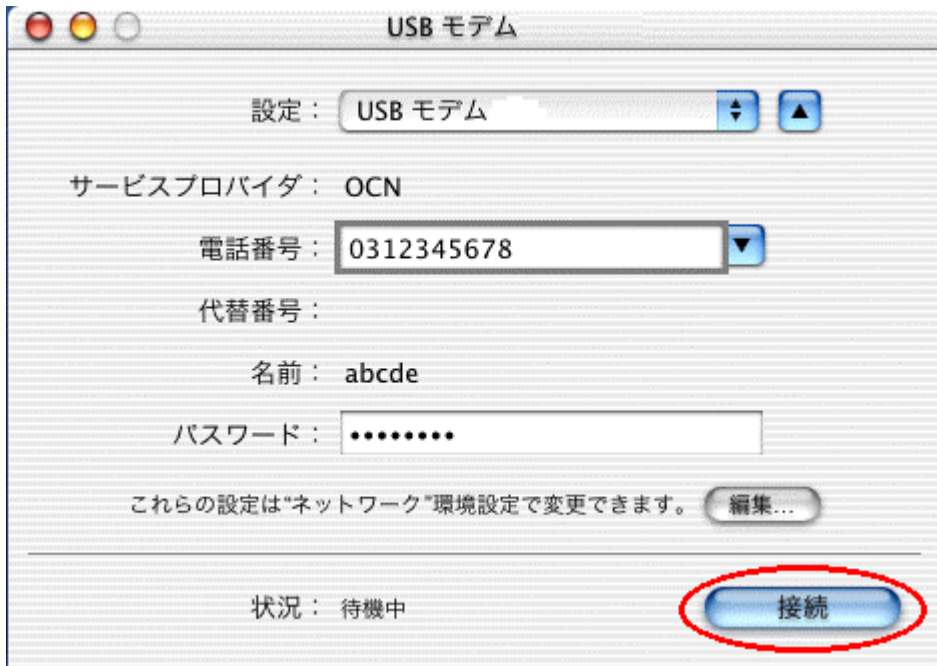 USB モデム
設定： USB モデム
サービスプロバイダ： OCN
電話番号： 0312345678
代替番号：
名前： abcde
パスワード： ••••••••
これらの設定は“ネットワーク”環境設定で変更できます。 編集...
状況： 待機中 接続